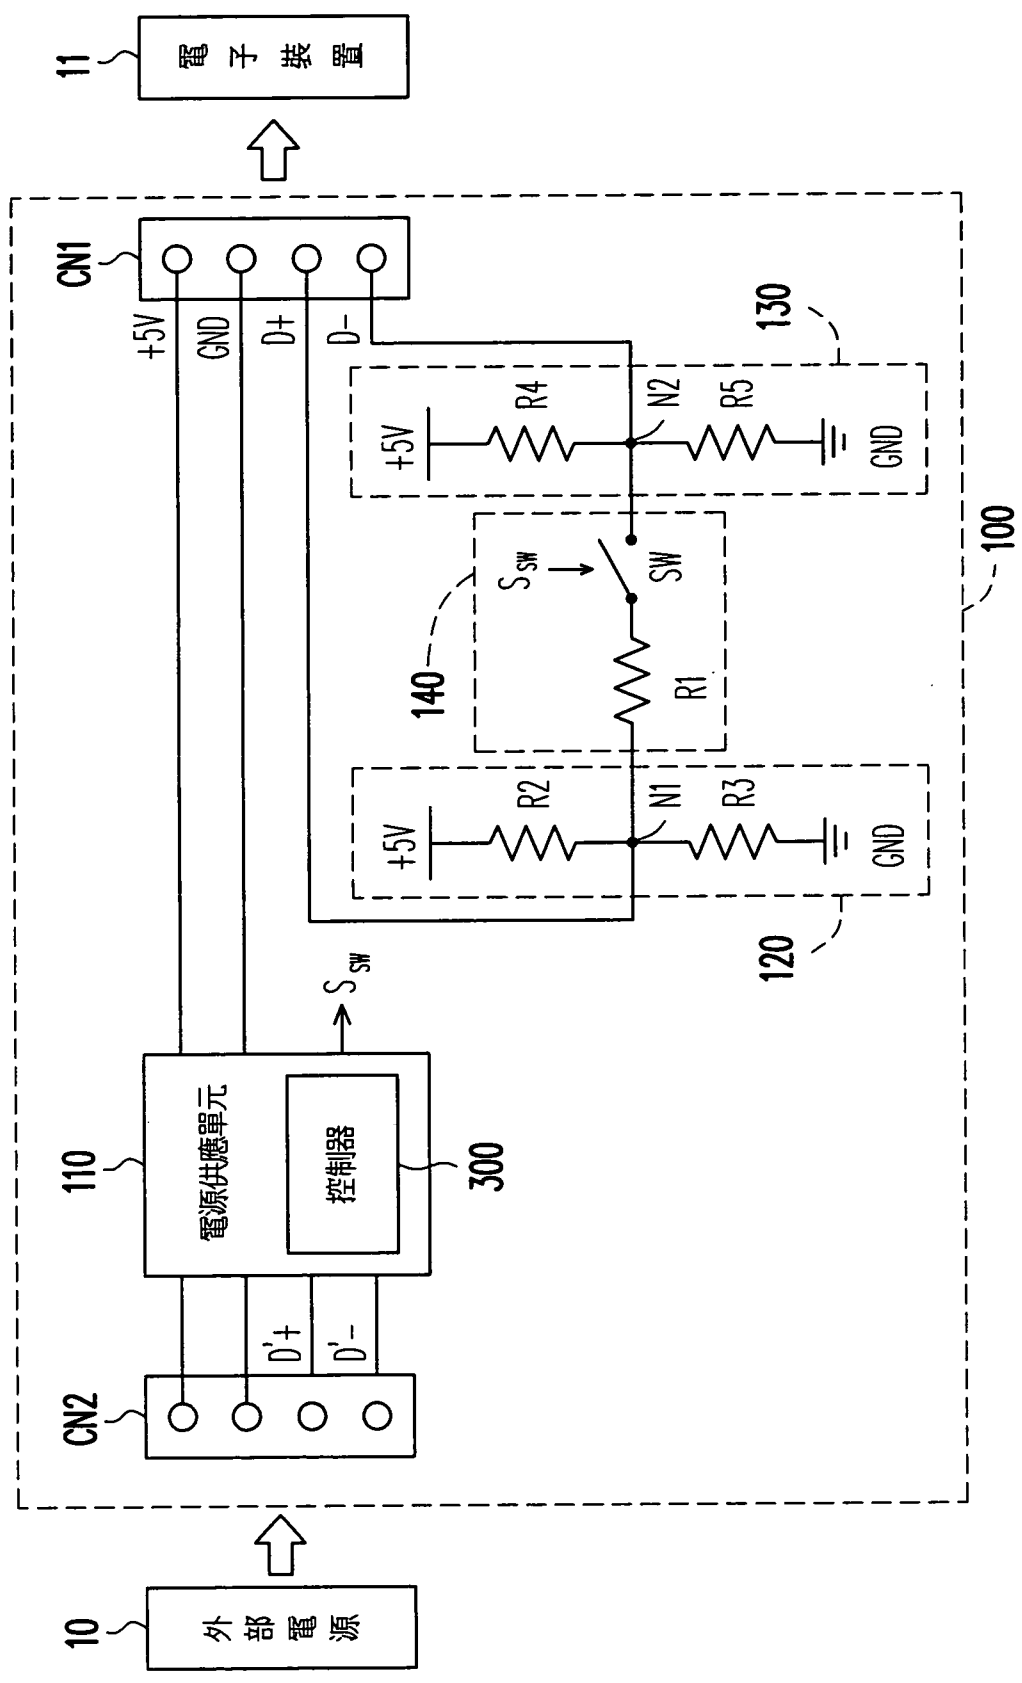 10
外部電源
CN2
D'+
D'-
110
電源供應單元
控制器
300
S_SW
+5V
GND
D+
D-
CN1
11
電子裝置
120
+5V
R2
N1
R3
GND
140
S_SW
SW
R1
130
+5V
R4
N2
R5
GND
100